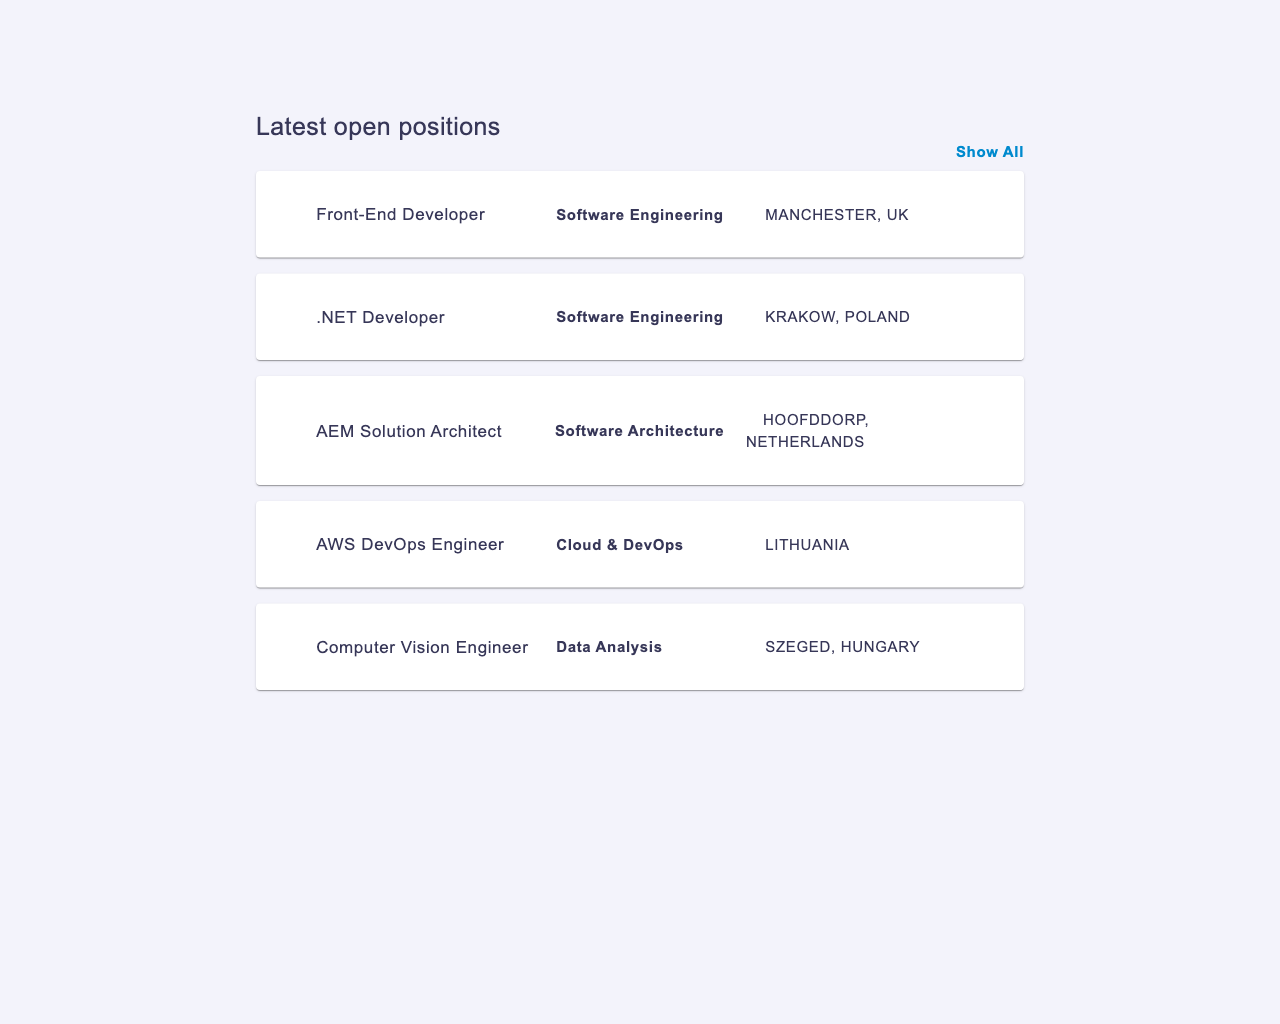 Latest open positions
Show All
Front-End Developer Software Engineering MANCHESTER, UK
.NET Developer Software Engineering KRAKOW, POLAND
AEM Solution Architect Software Architecture HOOFDDORP,
NETHERLANDS
AWS DevOps Engineer Cloud & DevOps LITHUANIA
Computer Vision Engineer Data Analysis SZEGED, HUNGARY